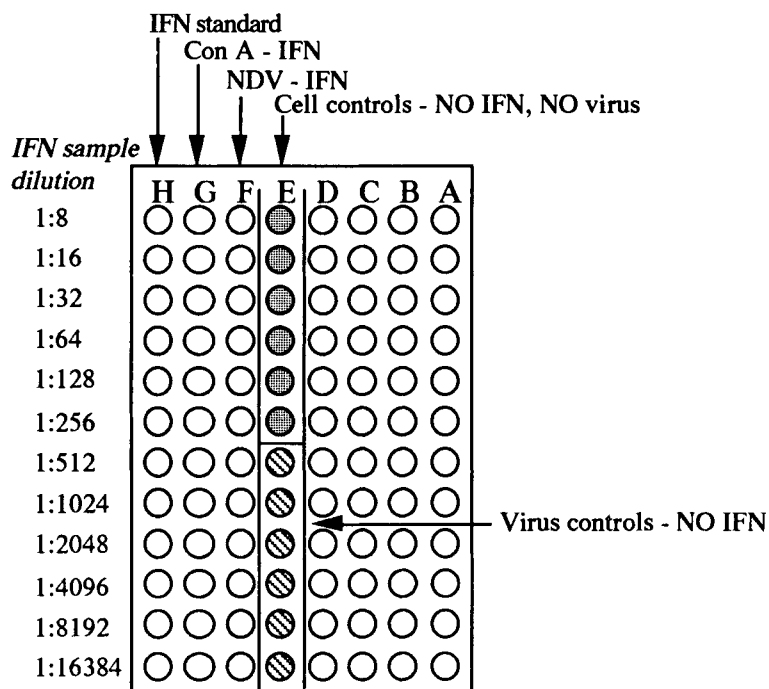 IFN standard
Con A - IFN
NDV - IFN
Cell controls - NO IFN, NO virus
IFN sample
dilution
H G F E D C B A
1:8
1:16
1:32
1:64
1:128
1:256
1:512
1:1024
Virus controls - NO IFN
1:2048
1:4096
1:8192
1:16384